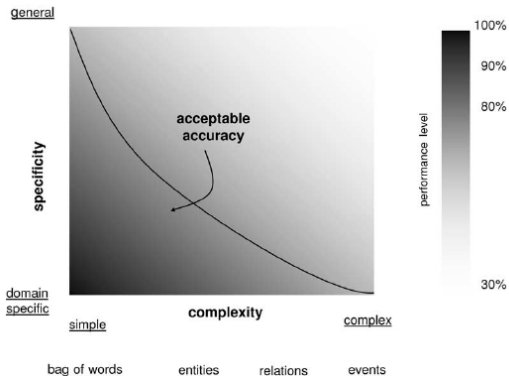 general
100%
90%
80%
acceptable
accuracy
specificity
performance level
30%
domain
specific
complexity
simple
complex
bag of words
entities
relations
events